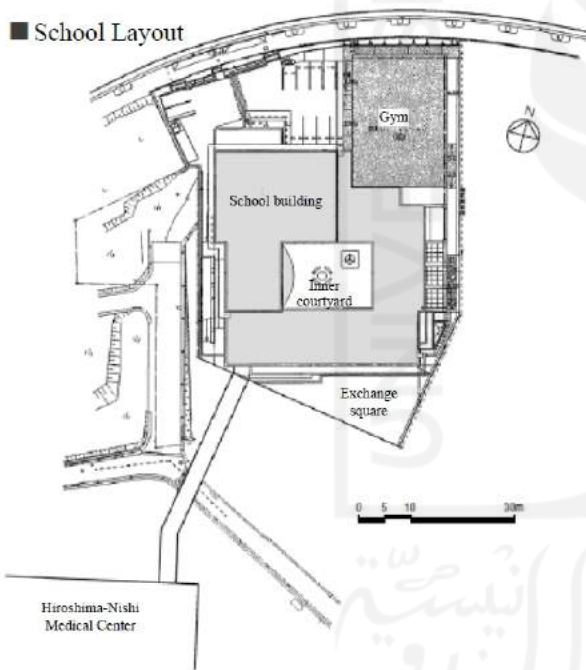 ■ School Layout
N
Gym
School building
Inner
courtyard
Exchange
square
0 5 10 30m
Hiroshima-Nishi
Medical Center